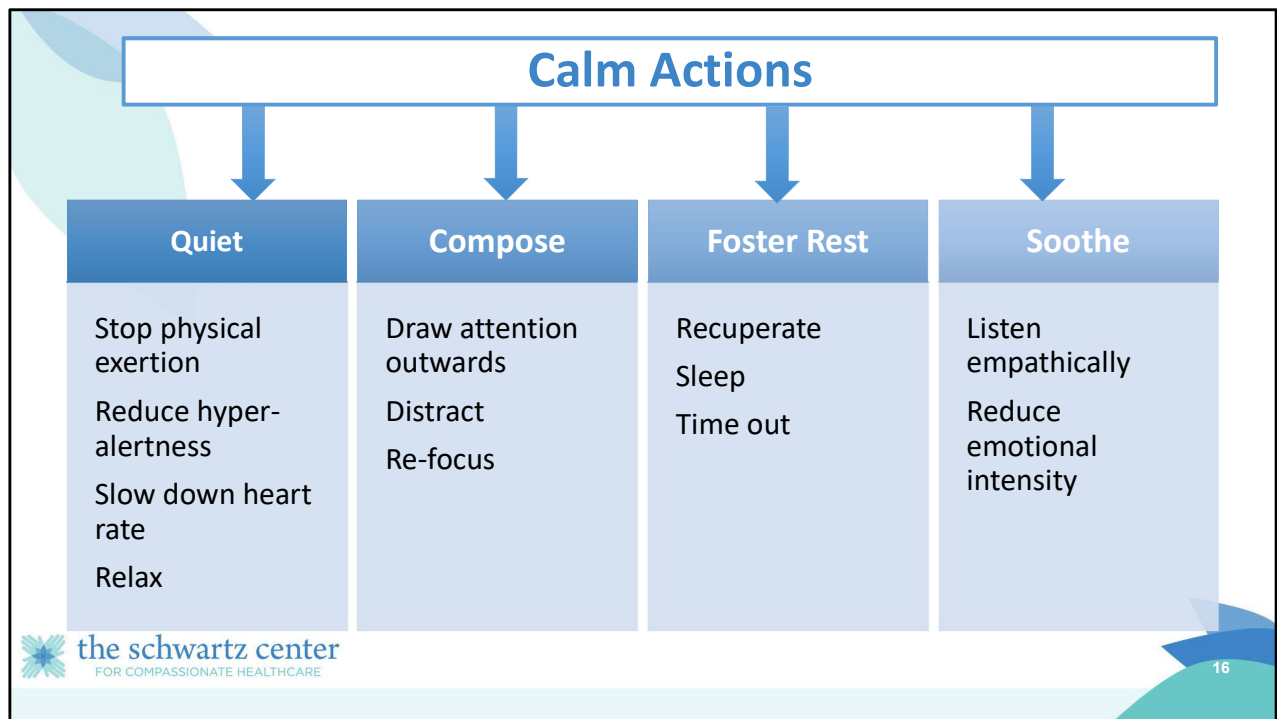 Calm Actions
Quiet
Stop physical
exertion
Reduce hyper-
alertness
Slow down heart
rate
Relax
Compose
Draw attention
outwards
Distract
Re-focus
Foster Rest
Recuperate
Sleep
Time out
Soothe
Listen
empathically
Reduce
emotional
intensity
the schwartz center
FOR COMPASSIONATE HEALTHCARE
16